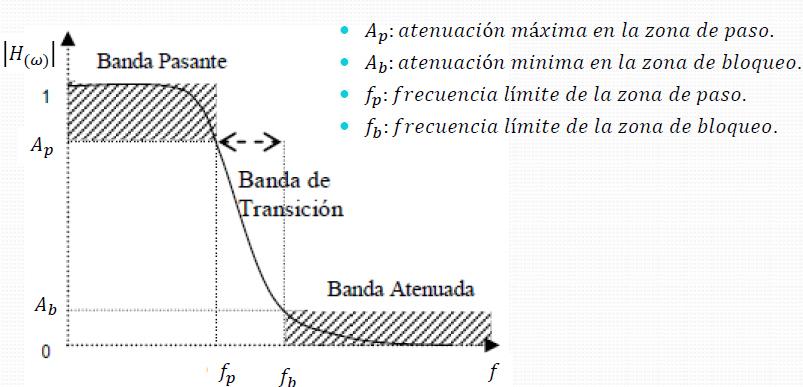 |H(ω)|
Banda Pasante
1
Ap
Banda de
Transición
Ab
Banda Atenuada
0
fp
fb
f
Ap: atenuación máxima en la zona de paso.
Ab: atenuación minima en la zona de bloqueo.
fp: frecuencia límite de la zona de paso.
fb: frecuencia límite de la zona de bloqueo.